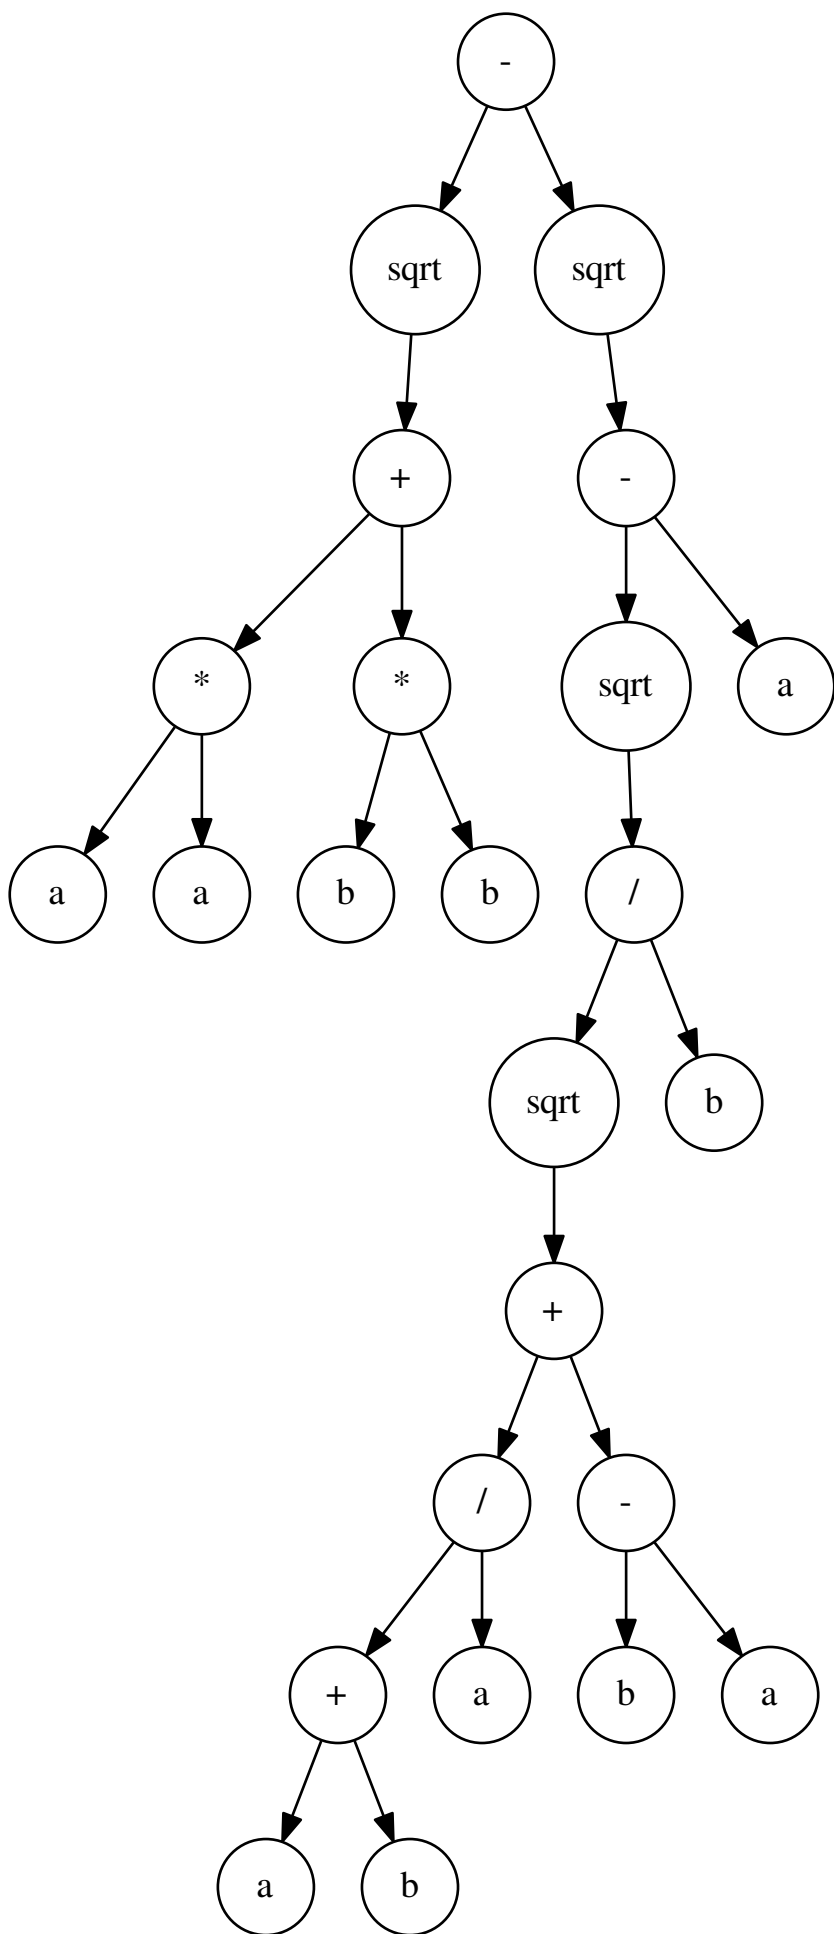 -
sqrt sqrt
+ -
* * sqrt a
a a b b /
sqrt b
+
/ -
+ a b a
a b